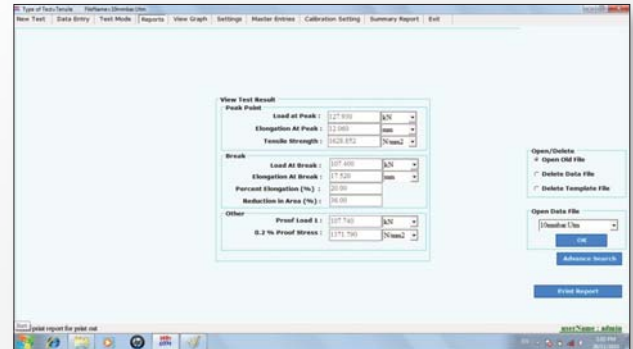 Type of Test:Tensile FileName:10mmbar.Utm
New Test Data Entry Test Mode Reports View Graph Settings Master Entries Calibration Setting Summary Report Exit
View Test Result
Peak Point
Load at Peak : 127.930 kN
Elongation At Peak : 12.060 mm
Tensile Strength : 1628.852 N/mm2
Break
Load At Break : 107.400 kN
Elongation At Break : 17.520 mm
Percent Elongation (%) : 20.00
Reduction in Area (%) : 36.00
Other
Proof Load 1 : 107.740 kN
0.2 % Proof Stress : 1371.790 N/mm2
Open/Delete
Open Old File
Delete Data File
Delete Template File
Open Data File
10mmbar.Utm
OK
Advance Search
Print Report
print report for print out
userName : admin
EN